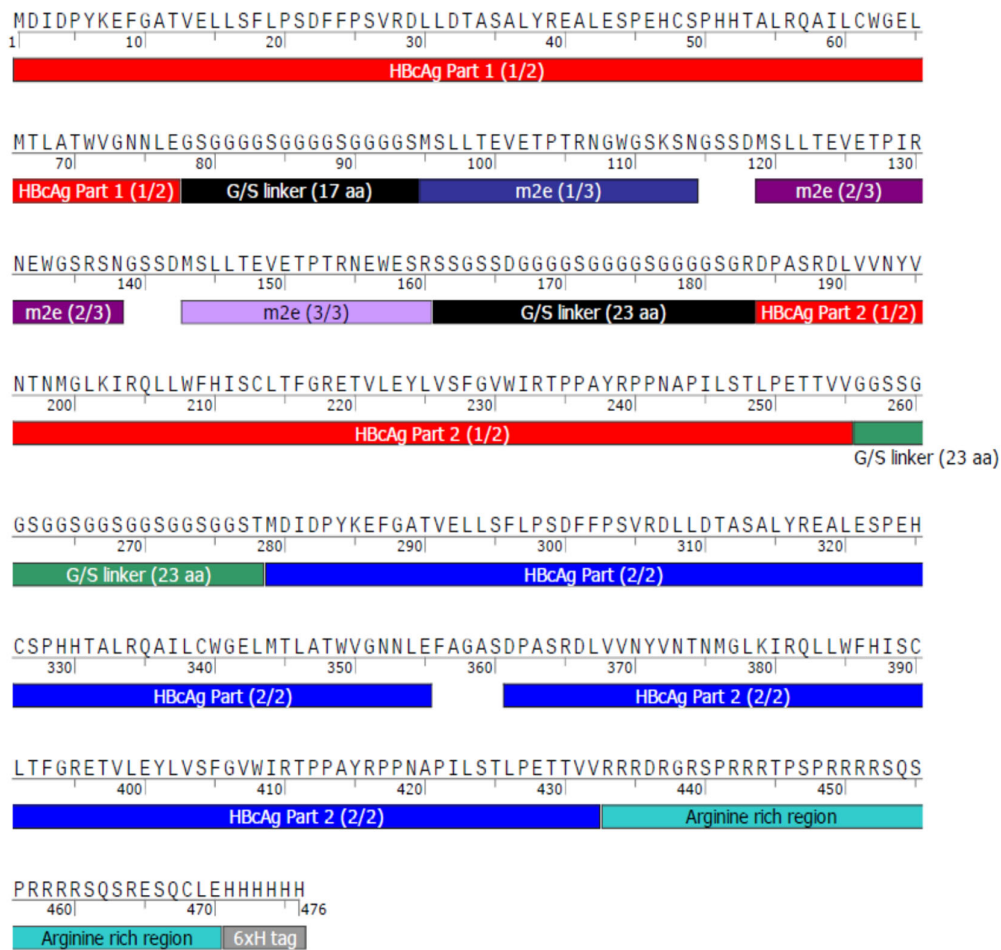 MDIDPYKEFGATVELLSFLPSDFFPSVRDLLDTASALYREALESPEHCSPHHTALRQAILCWGEL
1 10 20 30 40 50 60
HBcAg Part 1 (1/2)
MTLATWVGNNLEGSGGGGSGGGGSGGGGSMSLLTEVETPTRNGWGSKSNGSSDMSLLTEVETPIR
70 80 90 100 110 120 130
HBcAg Part 1 (1/2) G/S linker (17 aa) m2e (1/3) m2e (2/3)
NEWGSRSNGSSDMSLLTEVETPTRNEWESRSSGSSDGGGGSGGGGSGGGGSGRDPASRDLVVNYV
140 150 160 170 180 190
m2e (2/3) m2e (3/3) G/S linker (23 aa) HBcAg Part 2 (1/2)
NTNMGLKIRQLLWFHISCLTFGRETVLEYLVSFGVWIRTPPAYRPPNAPILSTLPETTVVGGSSG
200 210 220 230 240 250 260
HBcAg Part 2 (1/2)
G/S linker (23 aa)
GSGGSGGSGGSGGSGGSTMDIDPYKEFGATVELLSFLPSDFFPSVRDLLDTASALYREALESPEH
270 280 290 300 310 320
G/S linker (23 aa) HBcAg Part (2/2)
CSPHHTALRQAILCWGELMTLATWVGNNLEFAGASDPASRDLVVNYVNTNMGLKIRQLLWFHISC
330 340 350 360 370 380 390
HBcAg Part (2/2) HBcAg Part 2 (2/2)
LTFGRETVLEYLVSFGVWIRTPPAYRPPNAPILSTLPETTVVRRRDRGRSPRRRTPSPRRRRSQS
400 410 420 430 440 450
HBcAg Part 2 (2/2) Arginine rich region
PRRRRSQSRESQCLEHHHHHH
460 470 476
Arginine rich region 6xH tag